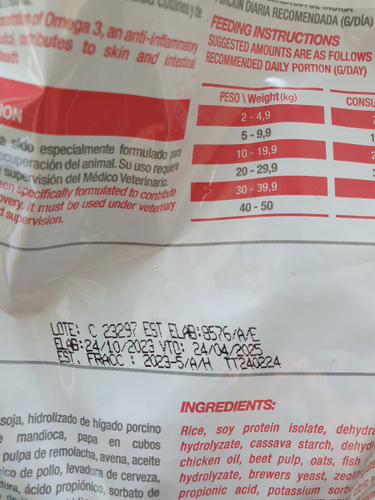 PORCIÓN DIARIA RECOMENDADA (G/DÍA)
FEEDING INSTRUCTIONS
SUGGESTED AMOUNTS ARE AS FOLLOWS
RECOMMENDED DAILY PORTION (G/DAY)
of Omega 3, an anti-inflammatory
contributes to skin and intestinal
PESO \ Weight (kg)
CONSU
2 - 4,9
5 - 9,9
10 - 19,9
20 - 29,9
30 - 39,9
40 - 50
ION
sido especialmente formulado para
recuperación del animal. Su uso requiere
supervisión del Médico Veterinario.
been specifically formulated to contribute
overy. It must be used under veterinary
supervision.
LOTE: C 23297 EST ELAB:9576/A/E
ELAB:24/10/2023 VTO: 24/04/2025
EST. FRACC : 2023-5/A/H TT240224
soja, hidrolizado de hígado porcino
mandioca, papa en cubos
pulpa de remolacha, avena, aceite
de pollo, levadura de cerveza,
ácido propiónico, sorbato de
INGREDIENTS:
Rice, soy protein isolate, dehydra
hydrolyzate, cassava starch, dehyd
chicken oil, beet pulp, oats, fish
hydrolyzate, brewers yeast, zeoli
propionic acid, potassium sorb